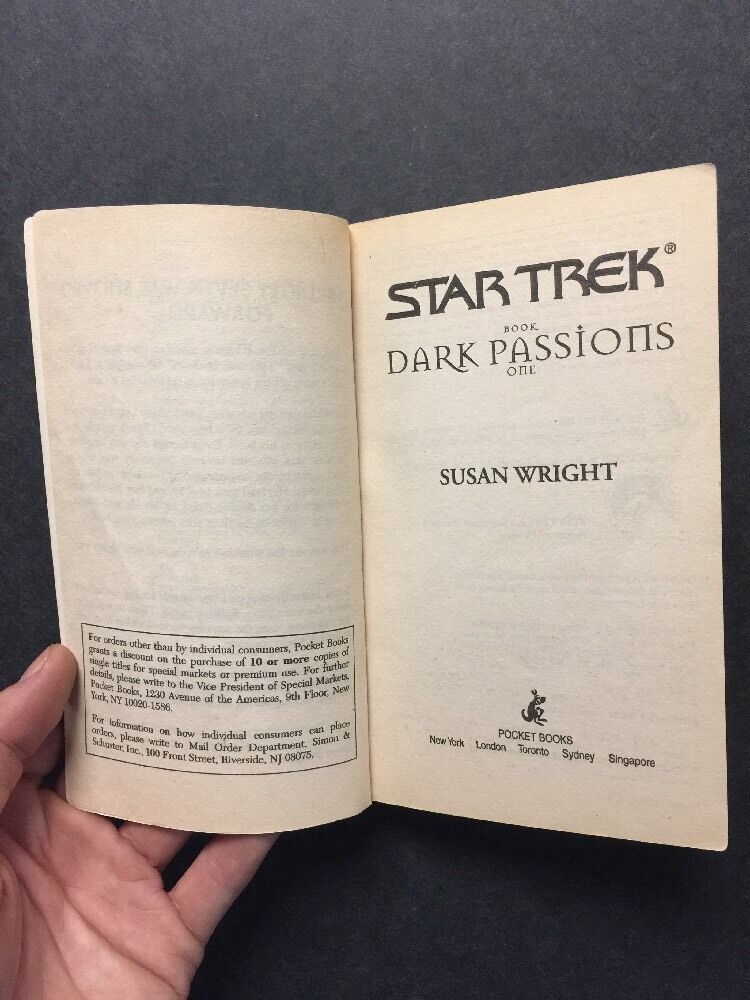 For orders other than by individual consumers, Pocket Books
grants a discount on the purchase of 10 or more copies of
single titles for special markets or premium use. For further
details, please write to the Vice President of Special Markets,
Pocket Books, 1230 Avenue of the Americas, 9th Floor, New
York, NY 10020-1586.
For information on how individual consumers can place
orders, please write to Mail Order Department, Simon &
Schuster, Inc., 100 Front Street, Riverside, NJ 08075.
STAR TREK®
BOOK
DARK PASSIONS
ONE
SUSAN WRIGHT
POCKET BOOKS
New York London Toronto Sydney Singapore